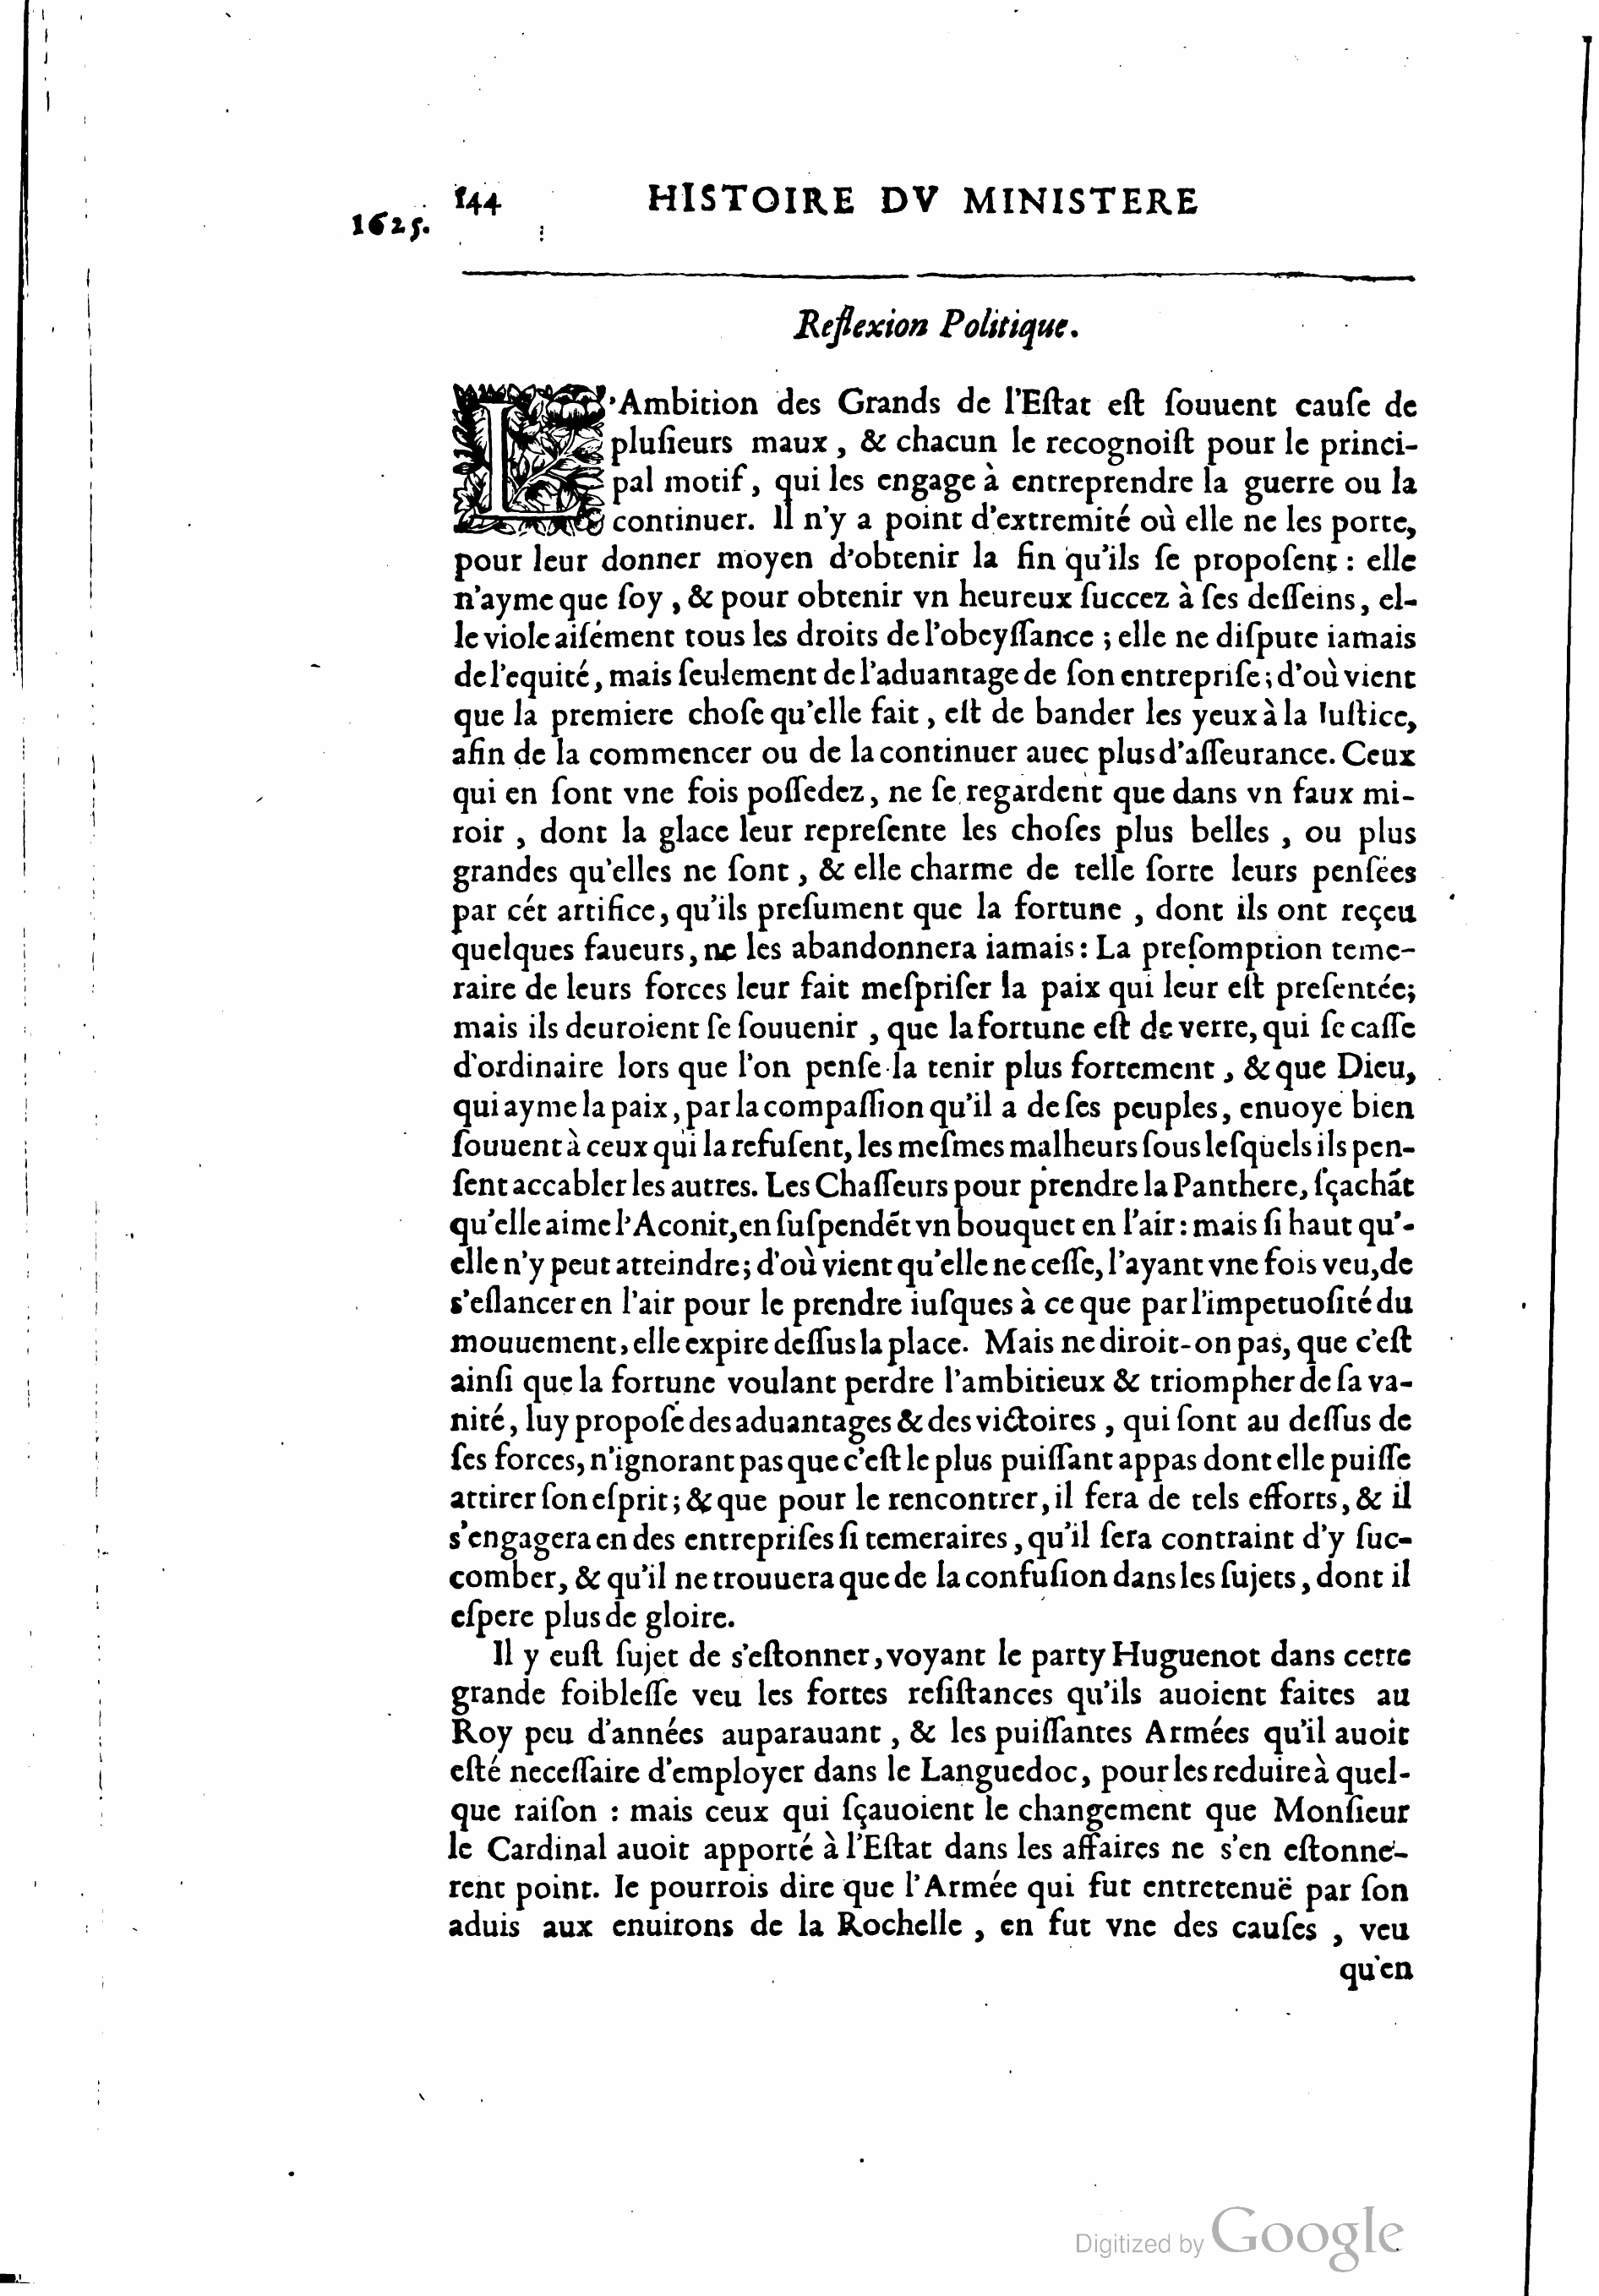 144 HISTOIRE DV MINISTERE
1625.
Reflexion Politique.
L'Ambition des Grands de l'Eſtat eſt ſouuent cauſe de
pluſieurs maux, & chacun le recognoiſt pour le princi-
pal motif, qui les engage à entreprendre la guerre ou la
continuer. Il n'y a point d'extremité où elle ne les porte,
pour leur donner moyen d'obtenir la fin qu'ils ſe propoſent : elle
n'ayme que ſoy, & pour obtenir vn heureux ſuccez à ſes deſſeins, el-
le viole aiſément tous les droits de l'obeyſſance ; elle ne diſpute iamais
de l'equité, mais ſeulement de l'aduantage de ſon entrepriſe ; d'où vient
que la premiere choſe qu'elle fait, eſt de bander les yeux à la Iuſtice,
afin de la commencer ou de la continuer auec plus d'aſſeurance. Ceux
qui en ſont vne fois poſſedez, ne ſe regardent que dans vn faux mi-
roir, dont la glace leur repreſente les choſes plus belles, ou plus
grandes qu'elles ne ſont, & elle charme de telle ſorte leurs penſées
par cét artifice, qu'ils preſument que la fortune, dont ils ont reçeu
quelques faueurs, ne les abandonnera iamais : La preſomption teme-
raire de leurs forces leur fait meſpriſer la paix qui leur eſt preſentée;
mais ils deuroient ſe ſouuenir, que la fortune eſt de verre, qui ſe caſſe
d'ordinaire lors que l'on penſe la tenir plus fortement, & que Dieu,
qui ayme la paix, par la compaſſion qu'il a de ſes peuples, enuoye bien
ſouuent à ceux qui la refuſent, les meſmes malheurs ſous leſquels ils pen-
ſent accabler les autres. Les Chaſſeurs pour prendre la Panthere, ſçachãt
qu'elle aime l'Aconit, en ſuſpendẽt vn bouquet en l'air : mais ſi haut qu'-
elle n'y peut atteindre; d'où vient qu'elle ne ceſſe, l'ayant vne fois veu, de
s'eſlancer en l'air pour le prendre iuſques à ce que par l'impetuoſité du
mouuement, elle expire deſſus la place. Mais ne diroit-on pas, que c'eſt
ainſi que la fortune voulant perdre l'ambitieux & triompher de ſa va-
nité, luy propoſe des aduantages & des victoires, qui ſont au deſſus de
ſes forces, n'ignorant pas que c'eſt le plus puiſſant appas dont elle puiſſe
attirer ſon eſprit ; & que pour le rencontrer, il fera de tels efforts, & il
s'engagera en des entrepriſes ſi temeraires, qu'il ſera contraint d'y ſuc-
comber, & qu'il ne trouuera que de la confuſion dans les ſujets, dont il
eſpere plus de gloire.
Il y euſt ſujet de s'eſtonner, voyant le party Huguenot dans cette
grande foibleſſe veu les fortes reſiſtances qu'ils auoient faites au
Roy peu d'années auparauant, & les puiſſantes Armées qu'il auoit
eſté neceſſaire d'employer dans le Languedoc, pour les reduire à quel-
que raiſon : mais ceux qui ſçauoient le changement que Monſieur
le Cardinal auoit apporté à l'Eſtat dans les affaires ne s'en eſtonne-
rent point. Ie pourrois dire que l'Armée qui fut entretenuë par ſon
aduis aux enuirons de la Rochelle, en fut vne des cauſes, veu
qu'en
Digitized by Google